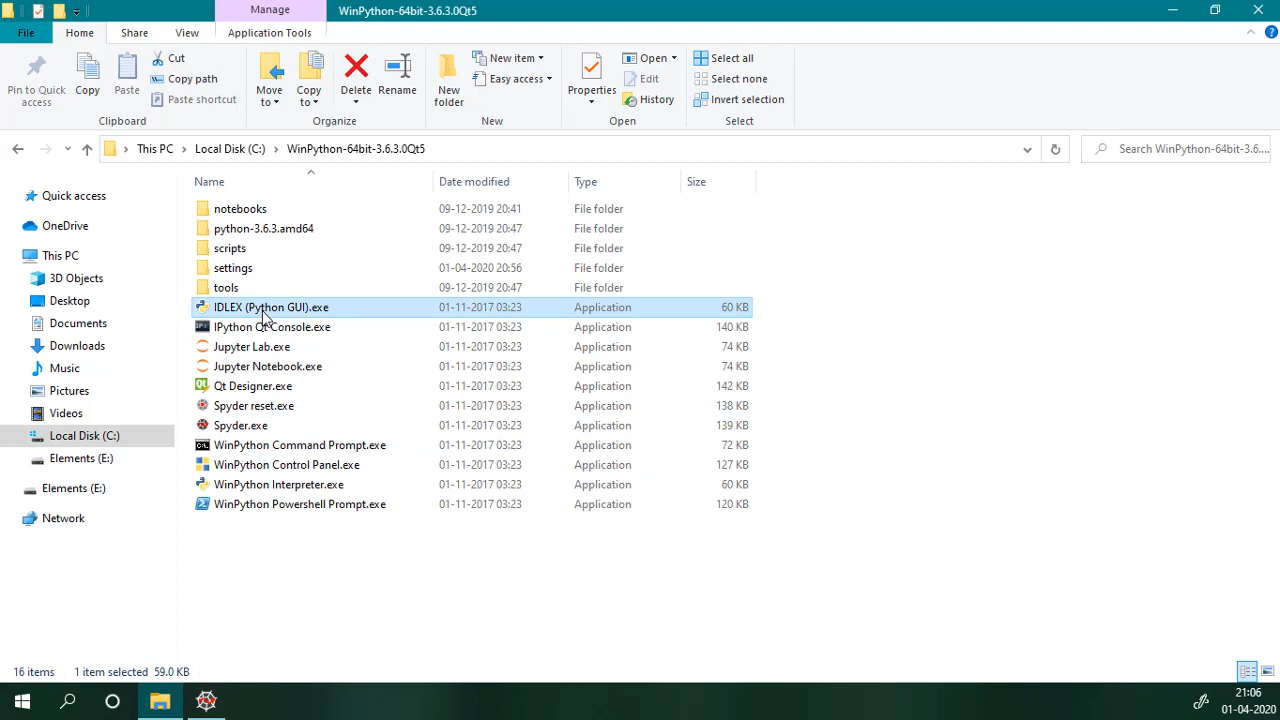 Manage
WinPython-64bit-3.6.3.0Qt5
File
Home
Share
View
Application Tools
Pin to Quick access
Copy
Paste
Cut
Copy path
Paste shortcut
Clipboard
Move to
Copy to
Delete
Rename
Organize
New folder
New item
Easy access
New
Properties
Open
Edit
History
Open
Select all
Select none
Invert selection
Select
This PC
Local Disk (C:)
WinPython-64bit-3.6.3.0Qt5
Search WinPython-64bit-3.6....
Quick access
OneDrive
This PC
3D Objects
Desktop
Documents
Downloads
Music
Pictures
Videos
Local Disk (C:)
Elements (E:)
Elements (E:)
Network
Name Date modified Type Size
notebooks 09-12-2019 20:41 File folder
python-3.6.3.amd64 09-12-2019 20:47 File folder
scripts 09-12-2019 20:47 File folder
settings 01-04-2020 20:56 File folder
tools 09-12-2019 20:47 File folder
IDLEX (Python GUI).exe 01-11-2017 03:23 Application 60 KB
IPython Qt Console.exe 01-11-2017 03:23 Application 140 KB
Jupyter Lab.exe 01-11-2017 03:23 Application 74 KB
Jupyter Notebook.exe 01-11-2017 03:23 Application 74 KB
Qt Designer.exe 01-11-2017 03:23 Application 142 KB
Spyder reset.exe 01-11-2017 03:23 Application 138 KB
Spyder.exe 01-11-2017 03:23 Application 139 KB
WinPython Command Prompt.exe 01-11-2017 03:23 Application 72 KB
WinPython Control Panel.exe 01-11-2017 03:23 Application 127 KB
WinPython Interpreter.exe 01-11-2017 03:23 Application 60 KB
WinPython Powershell Prompt.exe 01-11-2017 03:23 Application 120 KB
16 items 1 item selected 59.0 KB
21:06
01-04-2020